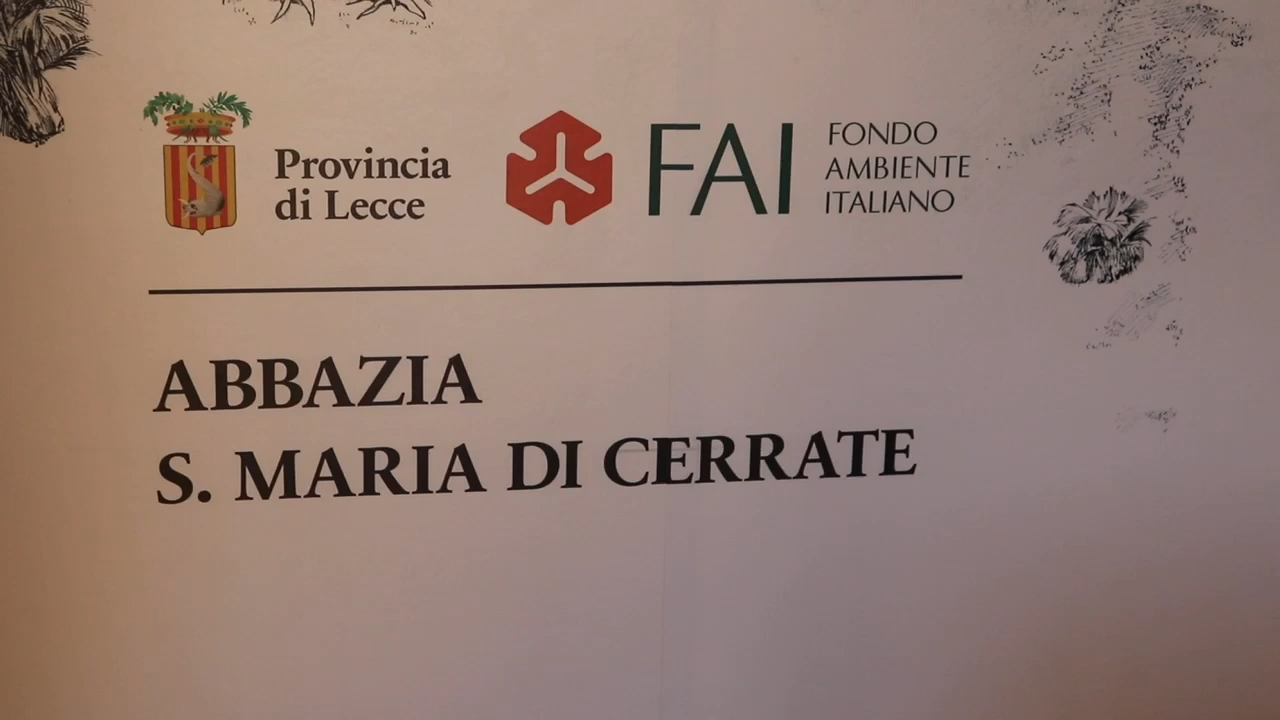 Provincia
di Lecce
FAI
FONDO
AMBIENTE
ITALIANO
ABBAZIA
S. MARIA DI CERRATE